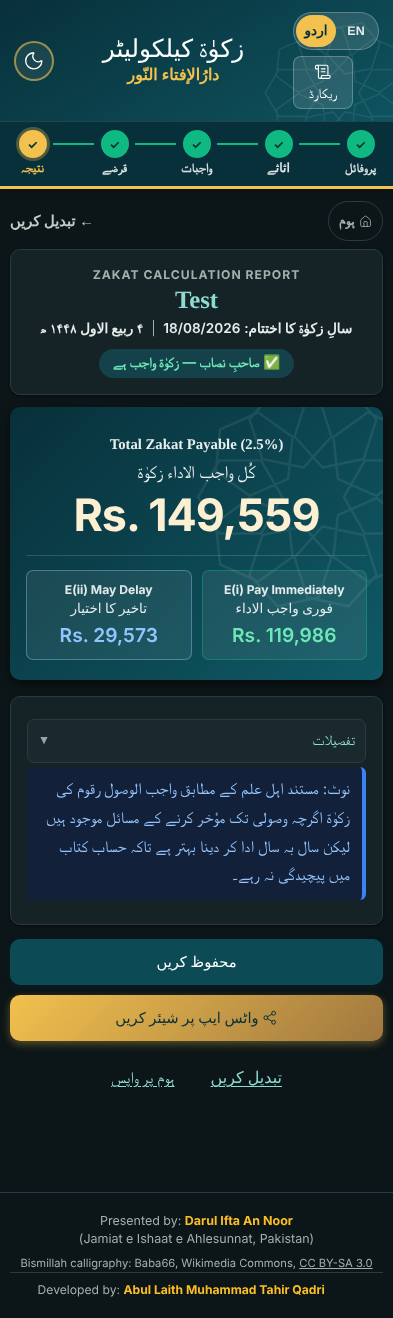 زکوٰۃ کیلکولیٹر
دارُالإفتاء النّور
اردو
EN
ریکارڈ
پروفائل
اثاثے
واجبات
قرضے
نتیجہ
ہوم
← تبدیل کریں
ZAKAT CALCULATION REPORT
Test
سالِ زکوٰۃ کا اختتام: 18/08/2026 | ۴ ربیع الاول ۱۴۴۸ ھ
✅ صاحبِ نصاب — زکوٰۃ واجب ہے
Total Zakat Payable (2.5%)
کُل واجب الاداء زکوٰۃ
Rs. 149,559
E(i) Pay Immediately
فوری واجب الاداء
Rs. 119,986
E(ii) May Delay
تاخیر کا اختیار
Rs. 29,573
تفصیلات ▼
نوٹ: مستند اہل علم کے مطابق واجب الوصول رقوم کی
زکوٰۃ اگرچہ وصولی تک مؤخر کرنے کے مسائل موجود ہیں
لیکن سال بہ سال ادا کر دینا بہتر ہے تاکہ حساب کتاب
میں پیچیدگی نہ رہے۔
محفوظ کریں
واٹس ایپ پر شیئر کریں
تبدیل کریں
ہوم پر واپس
Presented by: Darul Ifta An Noor
(Jamiat e Ishaat e Ahlesunnat, Pakistan)
Bismillah calligraphy: Baba66, Wikimedia Commons, CC BY-SA 3.0
Developed by: Abul Laith Muhammad Tahir Qadri